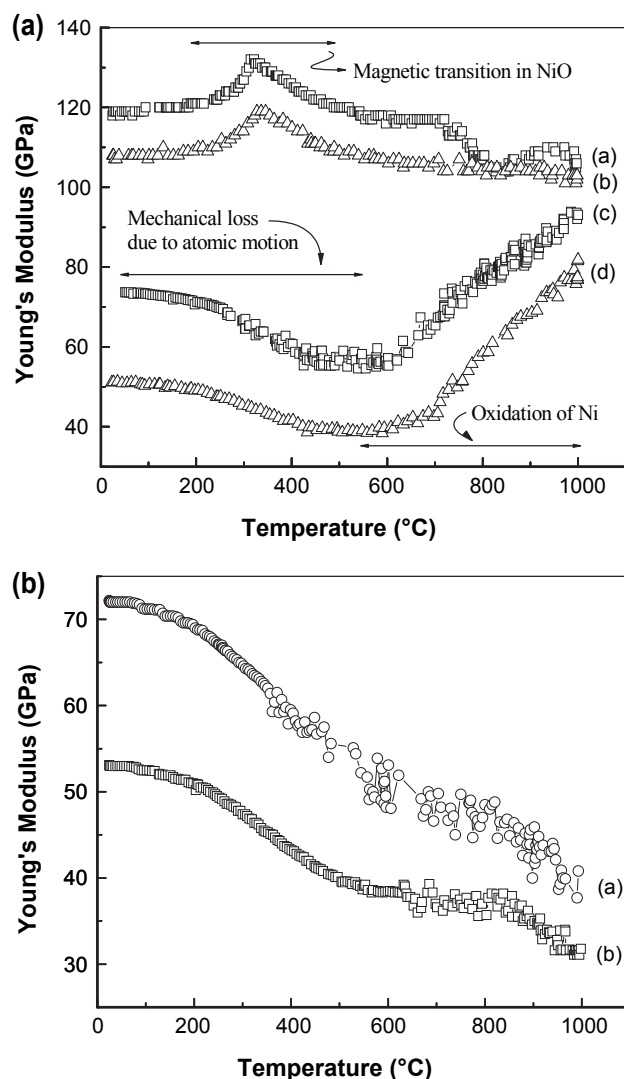 (a)
140
120
100
80
60
40
Young's Modulus (GPa)
Magnetic transition in NiO
(a)
(b)
Mechanical loss
due to atomic motion
(c)
(d)
Oxidation of Ni
0 200 400 600 800 1000
Temperature (°C)
(b)
70
60
50
40
30
Young's Modulus (GPa)
(a)
(b)
0 200 400 600 800 1000
Temperature (°C)